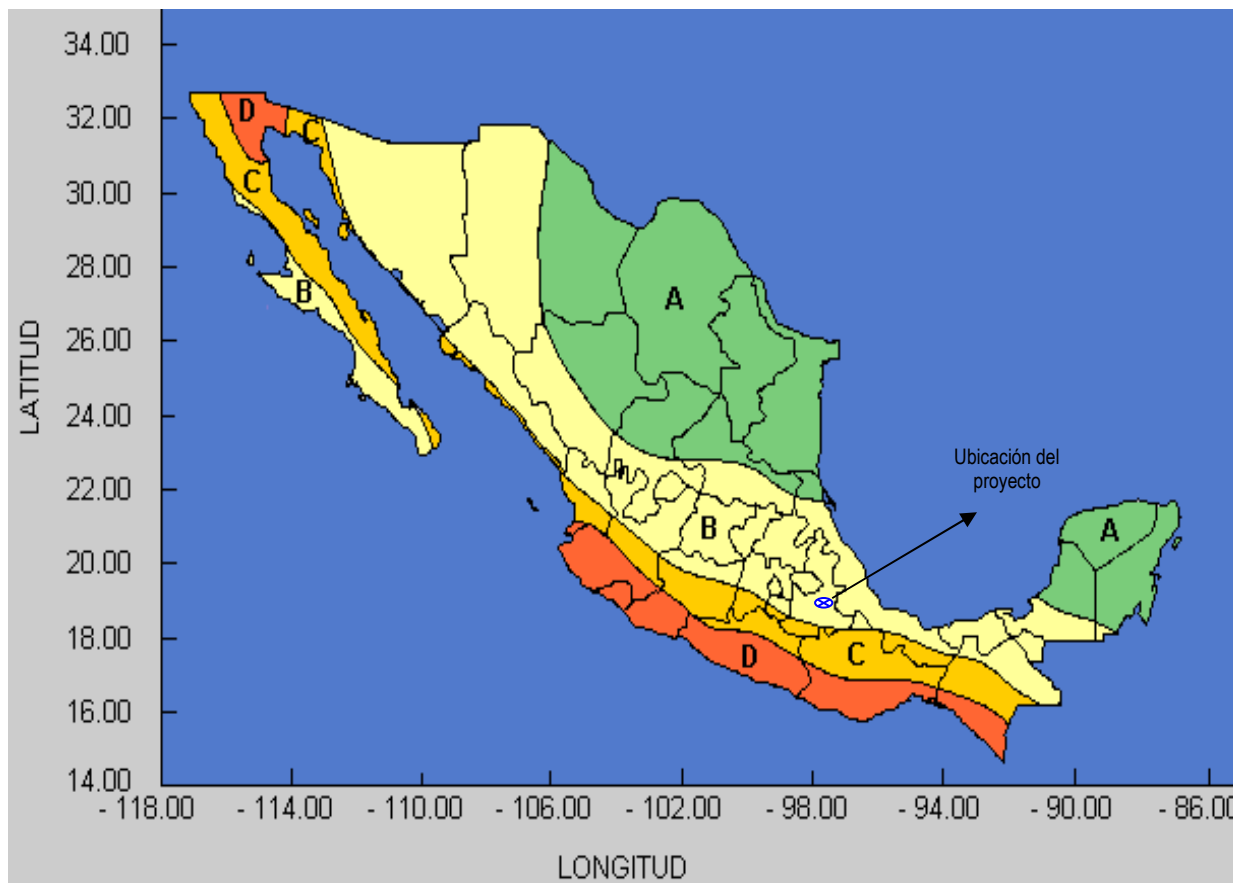 34.00
32.00
30.00
28.00
26.00
24.00
22.00
20.00
18.00
16.00
14.00
LATITUD
D
C
C
B
A
B
A
D
C
Ubicación del
proyecto
- 118.00 - 114.00 - 110.00 - 106.00 - 102.00 - 98.00 - 94.00 - 90.00 - 86.00
LONGITUD